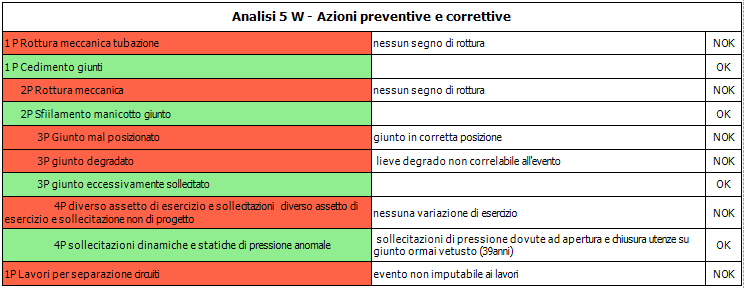 Analisi 5 W - Azioni preventive e correttive
1P Rottura meccanica tubazione nessun segno di rottura NOK
1P Cedimento giunti OK
2P Rottura meccanica nessun segno di rottura NOK
2P Sfiilamento manicotto giunto OK
3P Giunto mal posizionato giunto in corretta posizione NOK
3P giunto degradato lieve degrado non correlabile all'evento NOK
3P giunto eccessivamente sollecitato OK
4P diverso assetto di esercizio e sollecitazioni diverso assetto di
esercizio e sollecitazione non di progetto nessuna variazione di esercizio NOK
4P sollecitazioni dinamiche e statiche di pressione anomale sollecitazioni di pressione dovute ad apertura e chiusura utenze su
giunto ormai vetusto (39anni) OK
1P Lavori per separazione circuiti evento non imputabile ai lavori NOK